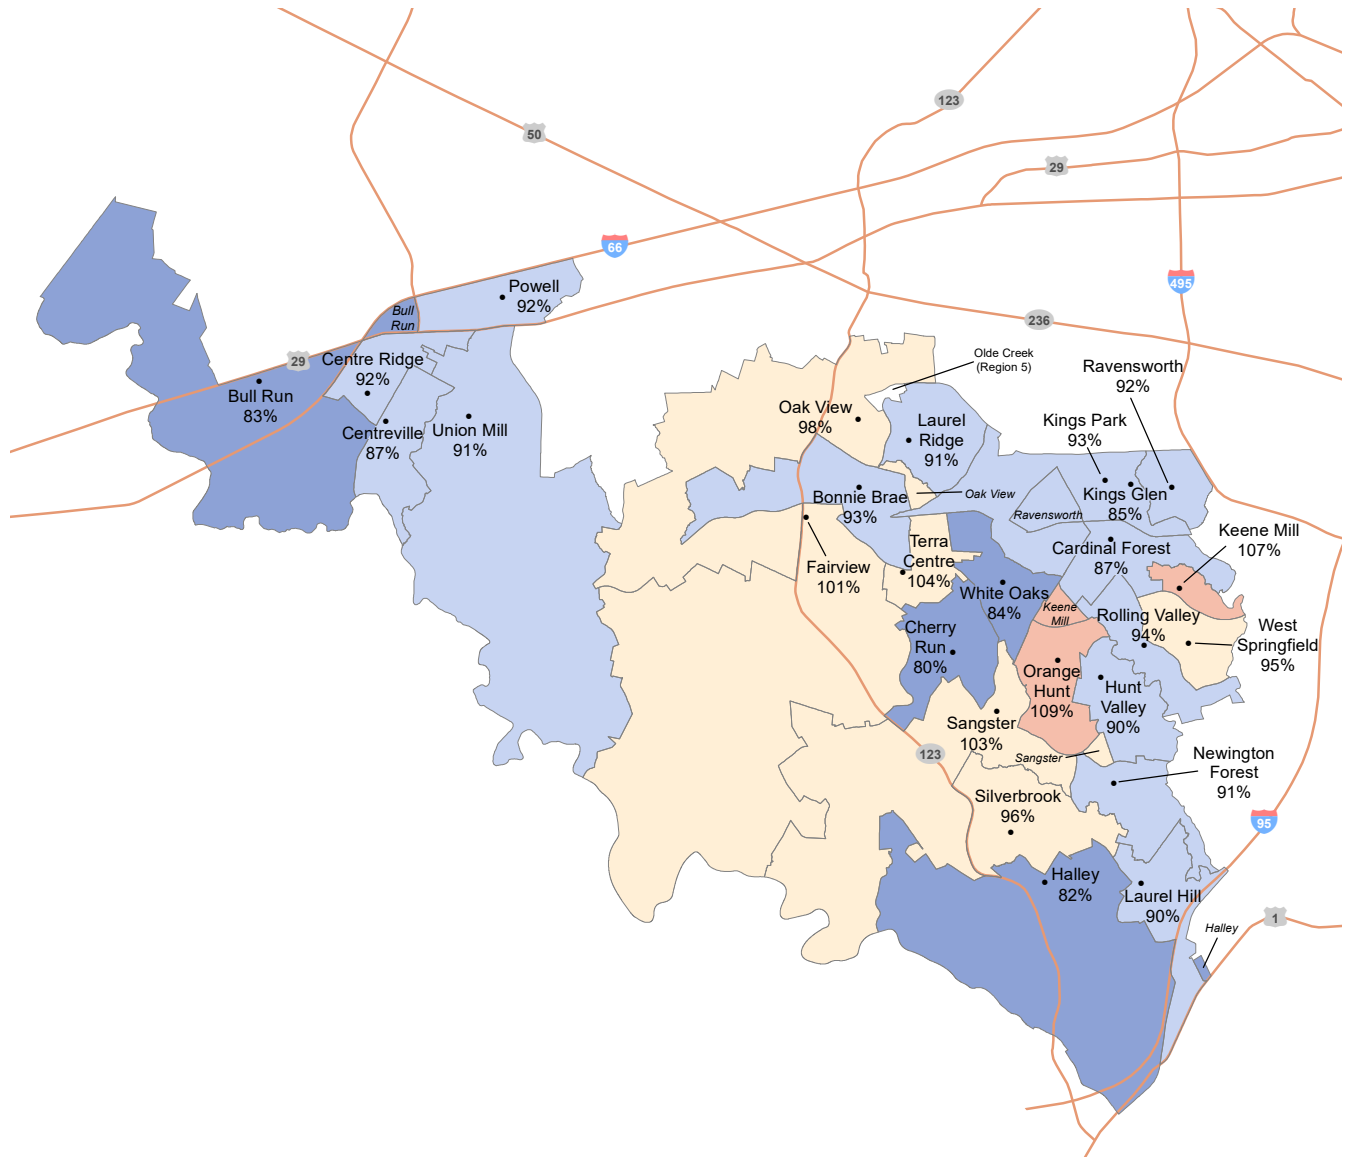 123
50
29
66
495
236
Powell
92%
Bull
Run
29
Centre Ridge
92%
Bull Run
83%
Centreville
87%
Union Mill
91%
Olde Creek
(Region 5)
Ravensworth
92%
Oak View
98%
Laurel
Ridge
91%
Kings Park
93%
Kings Glen
85%
Bonnie Brae
93%
Oak View
Ravensworth
Keene Mill
107%
Cardinal Forest
87%
Terra
Centre
104%
Fairview
101%
White Oaks
84%
Keene
Mill
Rolling Valley
94%
West
Springfield
95%
Cherry
Run
80%
Orange
Hunt
109%
Hunt
Valley
90%
Sangster
103%
Sangster
123
Newington
Forest
91%
Silverbrook
96%
95
Halley
82%
Laurel Hill
90%
Halley
1